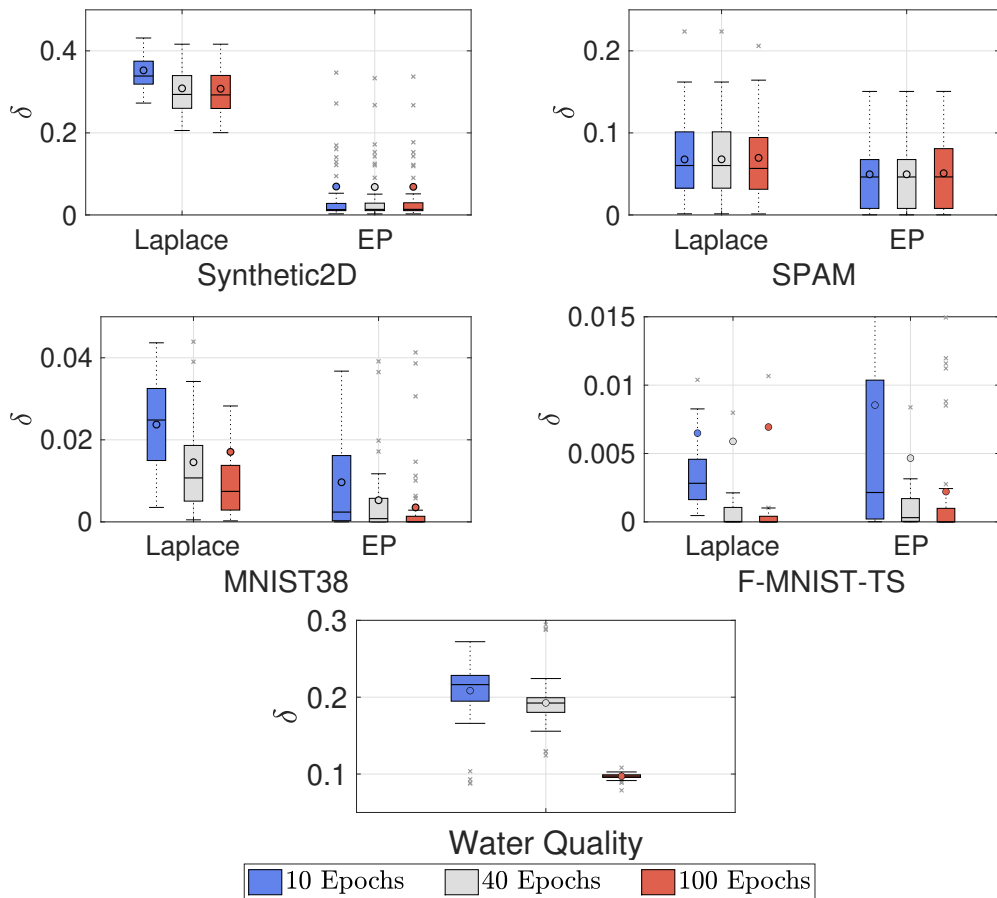 0.4
0.2
0
δ
Laplace EP
Synthetic2D
0.2
0.1
0
δ
Laplace EP
SPAM
0.04
0.02
0
δ
Laplace EP
MNIST38
0.015
0.01
0.005
0
δ
Laplace EP
F-MNIST-TS
0.3
0.2
0.1
δ
Water Quality
10 Epochs 40 Epochs 100 Epochs